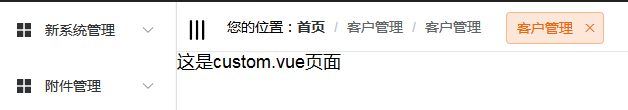 新系统管理
您的位置：首页 / 客户管理 / 客户管理
客户管理 ×
这是custom.vue页面
附件管理